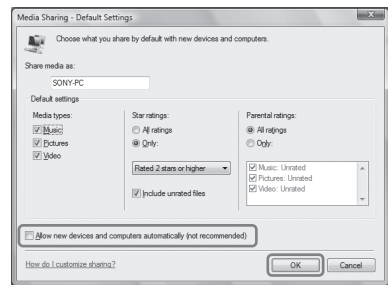 Media Sharing - Default Settings
Choose what you share by default with new devices and computers.
Share media as:
SONY-PC
Default settings
Media types:
Music
Pictures
Video
Star ratings:
All ratings
Only:
Rated 2 stars or higher
Include unrated files
Parental ratings:
All ratings
Only:
Music: Unrated
Pictures: Unrated
Video: Unrated
Allow new devices and computers automatically (not recommended)
How do I customize sharing?
OK
Cancel